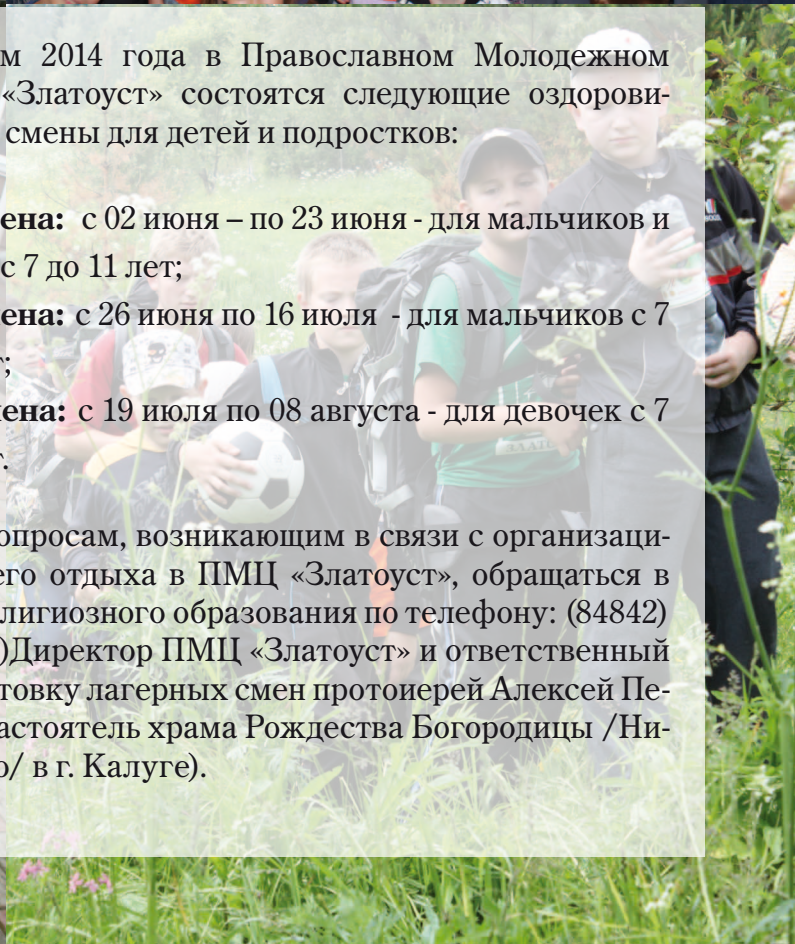 м 2014 года в Православном Молодежном
«Златоуст» состоятся следующие оздорови-
смены для детей и подростков:
ена: с 02 июня – по 23 июня - для мальчиков и
с 7 до 11 лет;
ена: с 26 июня по 16 июля - для мальчиков с 7
т;
ена: с 19 июля по 08 августа - для девочек с 7
т.
опросам, возникающим в связи с организаци-
его отдыха в ПМЦ «Златоуст», обращаться в
лигиозного образования по телефону: (84842)
)Директор ПМЦ «Златоуст» и ответственный
товку лагерных смен протоиерей Алексей Пе-
астоятель храма Рождества Богородицы /Ни-
о/ в г. Калуге).